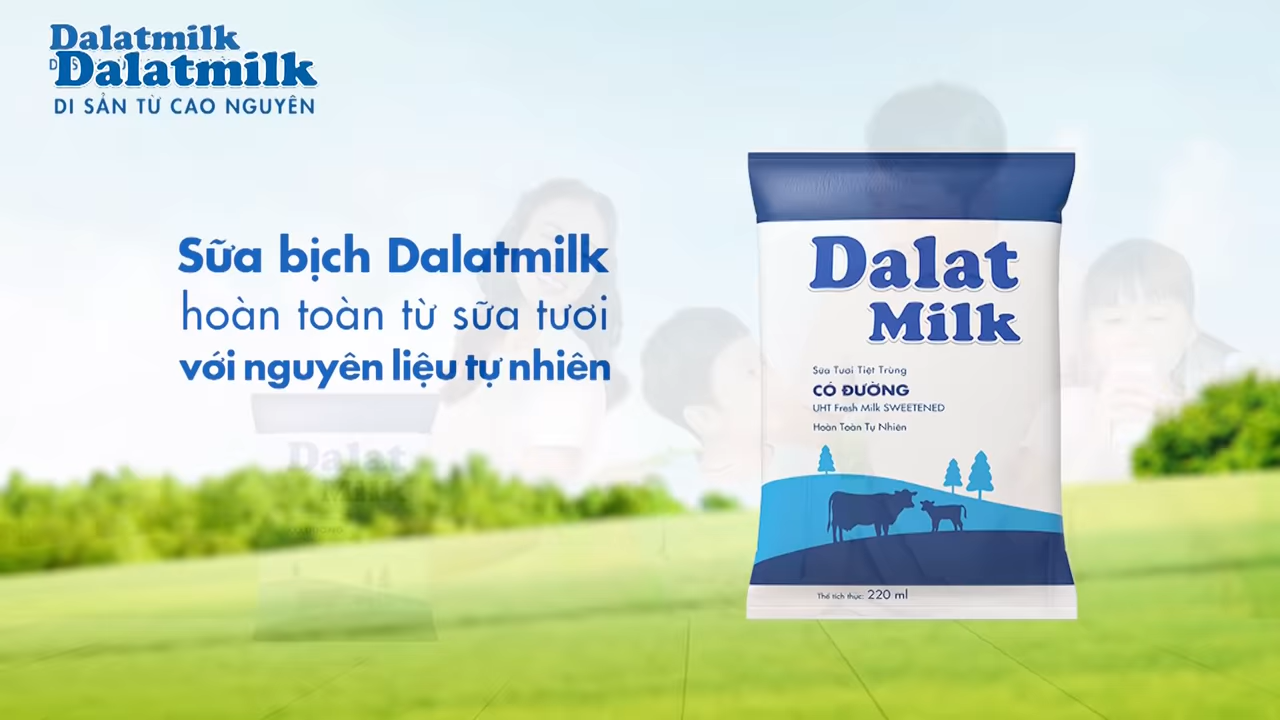 Dalatmilk
Dalatmilk
DI SẢN TỪ CAO NGUYÊN
Sữa bịch Dalatmilk
hoàn toàn từ sữa tươi
với nguyên liệu tự nhiên
Dalat
Milk
Sữa Tươi Tiệt Trùng
CÓ ĐƯỜNG
UHT Fresh Milk SWEETENED
Hoàn Toàn Tự Nhiên
Thể tích thực: 220 ml
Dalat
Milk